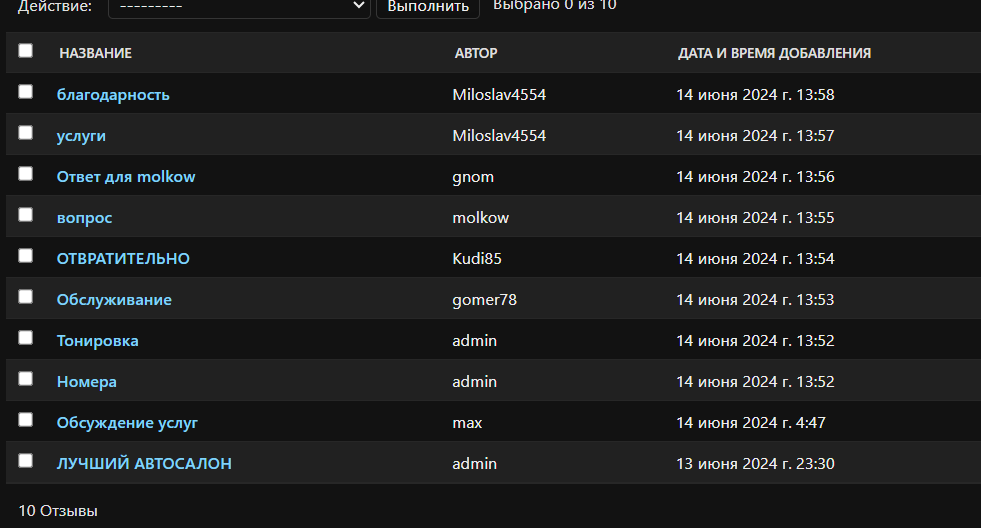 Действие: --------- Выполнить Выбрано 0 из 10
НАЗВАНИЕ АВТОР ДАТА И ВРЕМЯ ДОБАВЛЕНИЯ
благодарность Miloslav4554 14 июня 2024 г. 13:58
услуги Miloslav4554 14 июня 2024 г. 13:57
Ответ для molkow gnom 14 июня 2024 г. 13:56
вопрос molkow 14 июня 2024 г. 13:55
ОТВРАТИТЕЛЬНО Kudi85 14 июня 2024 г. 13:54
Обслуживание gomer78 14 июня 2024 г. 13:53
Тонировка admin 14 июня 2024 г. 13:52
Номера admin 14 июня 2024 г. 13:52
Обсуждение услуг max 14 июня 2024 г. 4:47
ЛУЧШИЙ АВТОСАЛОН admin 13 июня 2024 г. 23:30
10 Отзывы